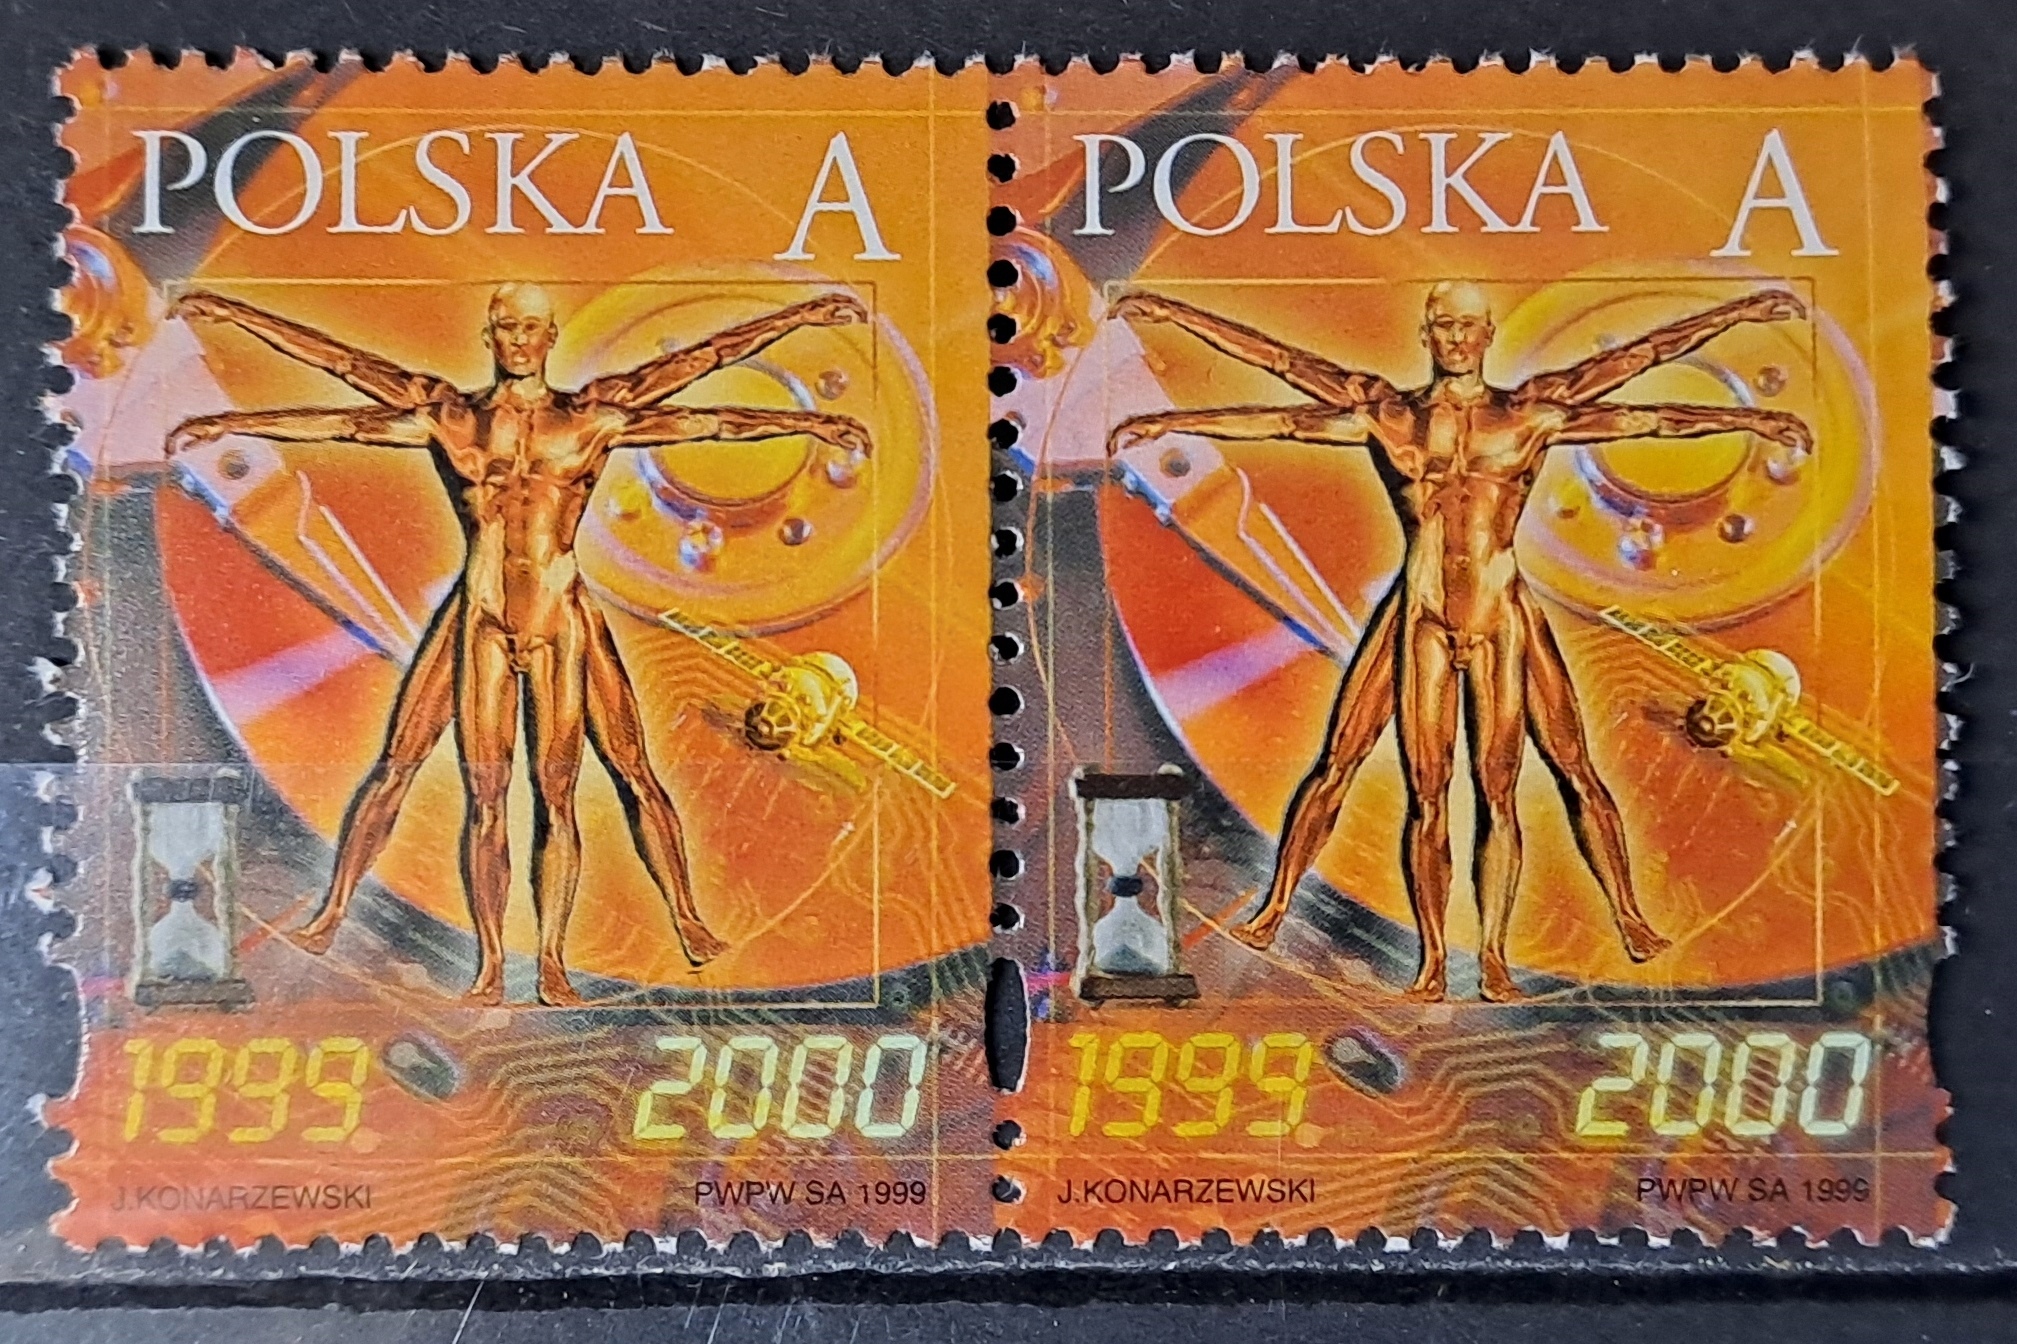 POLSKA A
1999 2000
J.KONARZEWSKI PWPW SA 1999
POLSKA A
1999 2000
J.KONARZEWSKI PWPW SA 1999